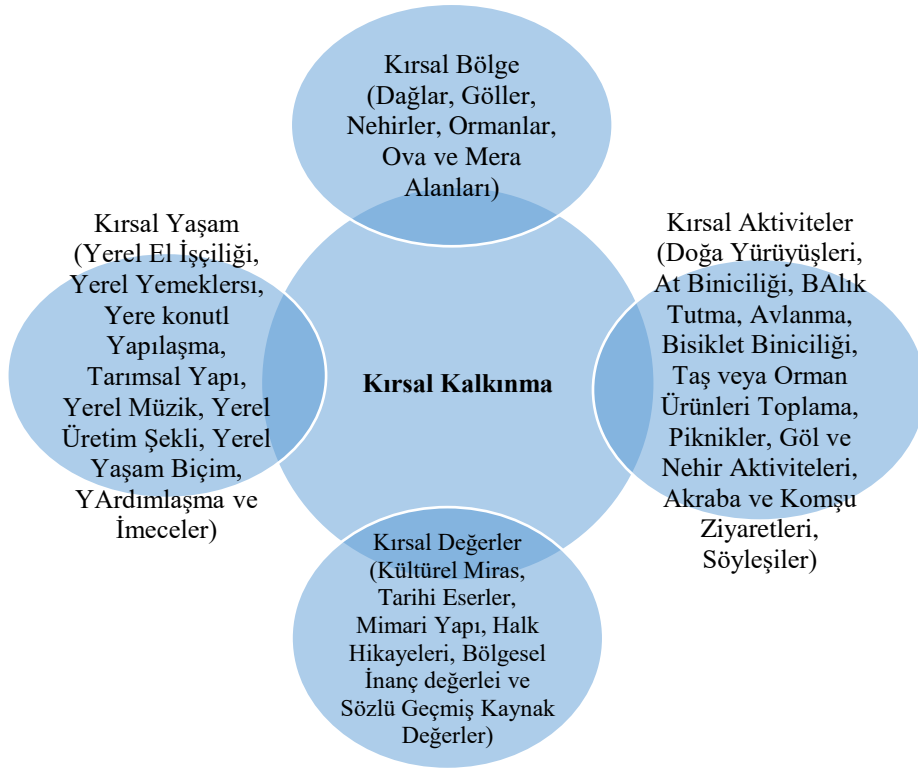 Kırsal Bölge
(Dağlar, Göller,
Nehirler, Ormanlar,
Ova ve Mera
Alanları)
Kırsal Yaşam
(Yerel El İşçiliği,
Yerel Yemeklersı,
Yere konutl
Yapılaşma,
Tarımsal Yapı,
Yerel Müzik, Yerel
Üretim Şekli, Yerel
Yaşam Biçim,
YArdımlaşma ve
İmeceler)
Kırsal Kalkınma
Kırsal Aktiviteler
(Doğa Yürüyüşleri,
At Biniciliği, BAlık
Tutma, Avlanma,
Bisiklet Biniciliği,
Taş veya Orman
Ürünleri Toplama,
Piknikler, Göl ve
Nehir Aktiviteleri,
Akraba ve Komşu
Ziyaretleri,
Söyleşiler)
Kırsal Değerler
(Kültürel Miras,
Tarihi Eserler,
Mimari Yapı, Halk
Hikayeleri, Bölgesel
İnanç değerlei ve
Sözlü Geçmiş Kaynak
Değerler)